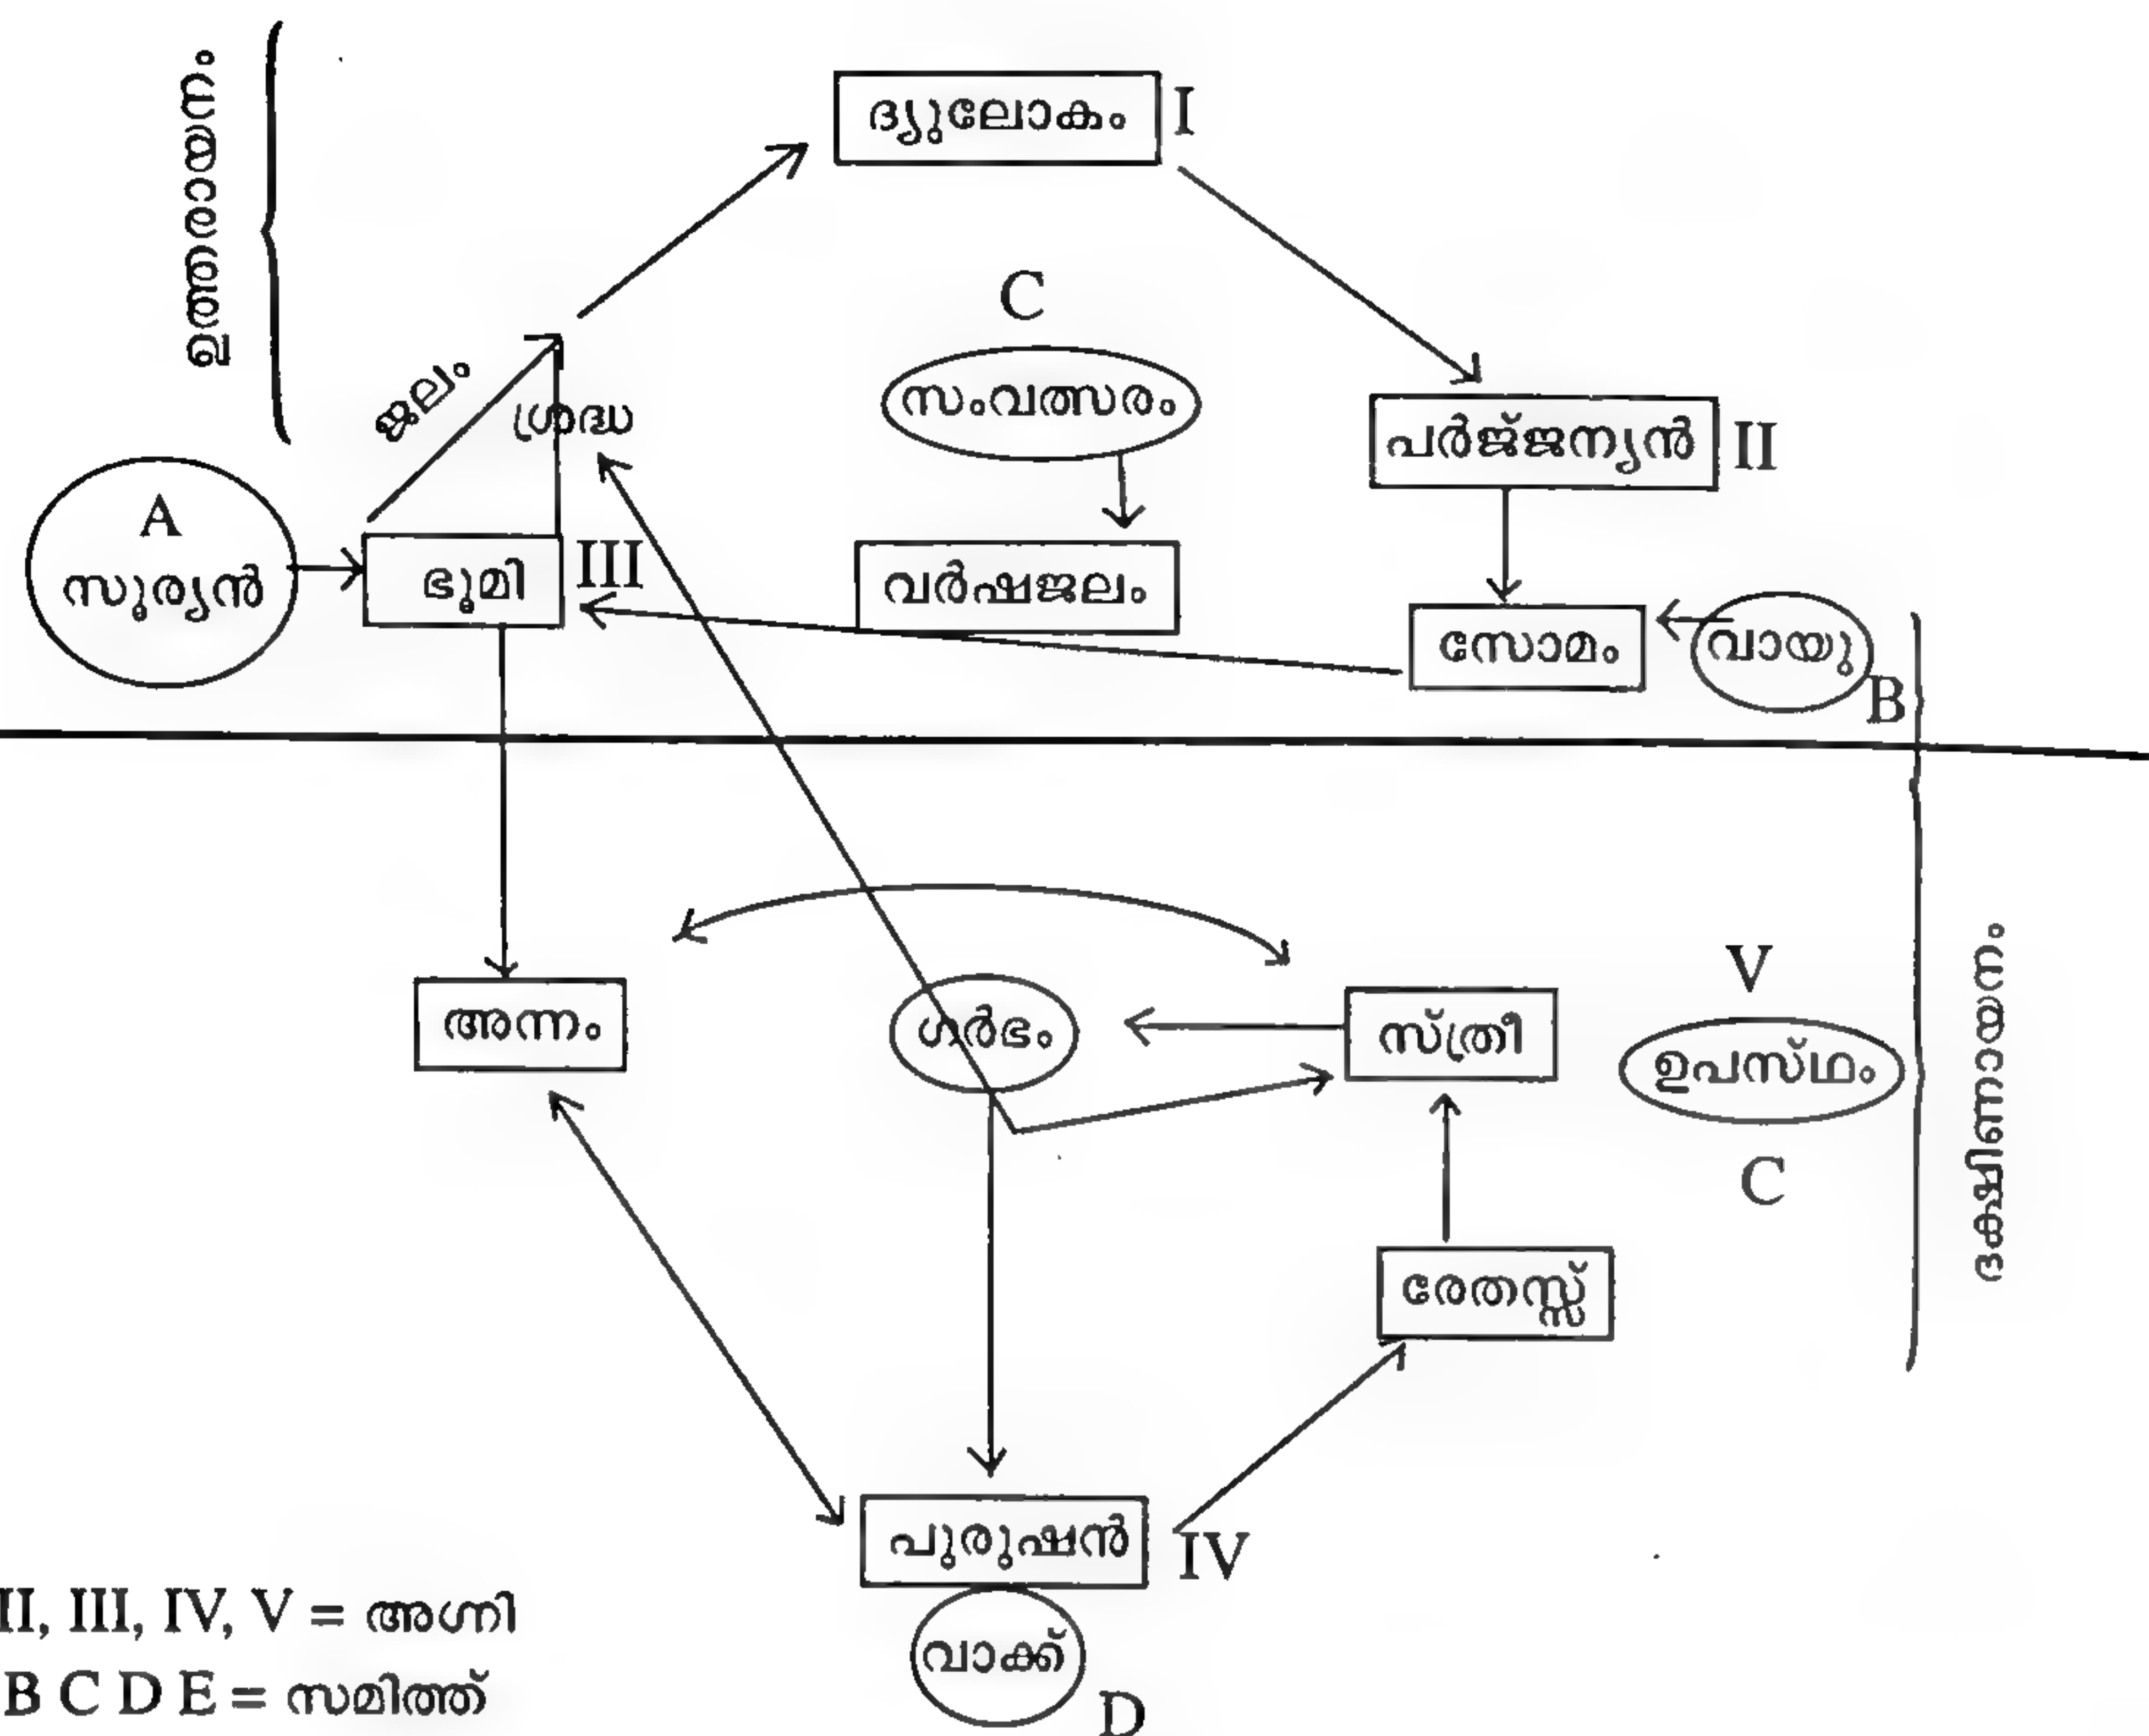 ഉത്തരായനം
ദ്യുലോകം I
C
ജലം
ശ്രദ്ധ
സംവത്സരം
പർജ്ജന്യൻ II
A
സൂര്യൻ
ഭൂമി III
വർഷജലം
സോമം
വായു
B
V
അന്നം
ഗർഭം
സ്ത്രീ
ഉപസ്ഥം
ദക്ഷിണായനം
C
രേതസ്സ്
പുരുഷൻ IV
II, III, IV, V = അഗ്നി
വാക്ക്
B C D E = സമിത്ത്
D